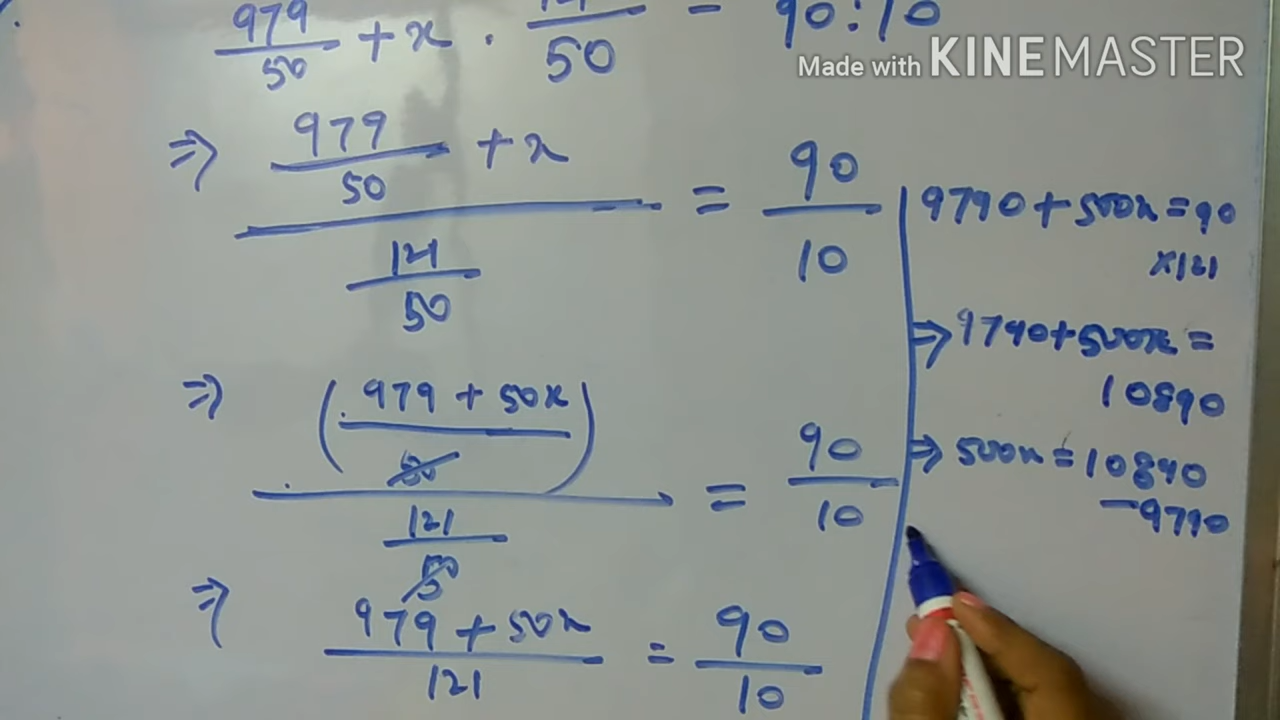 979/50 + x . /50 = 90:10
Made with KINEMASTER
⇒ (979/50 + x)/(121/50) = 90/10
⇒ ((979 + 50x)/50)/(121/50) = 90/10
⇒ (979 + 50x)/121 = 90/10
9790 + 500x = 90
x121
⇒ 9790 + 500x =
10890
⇒ 500x = 10890
- 9790